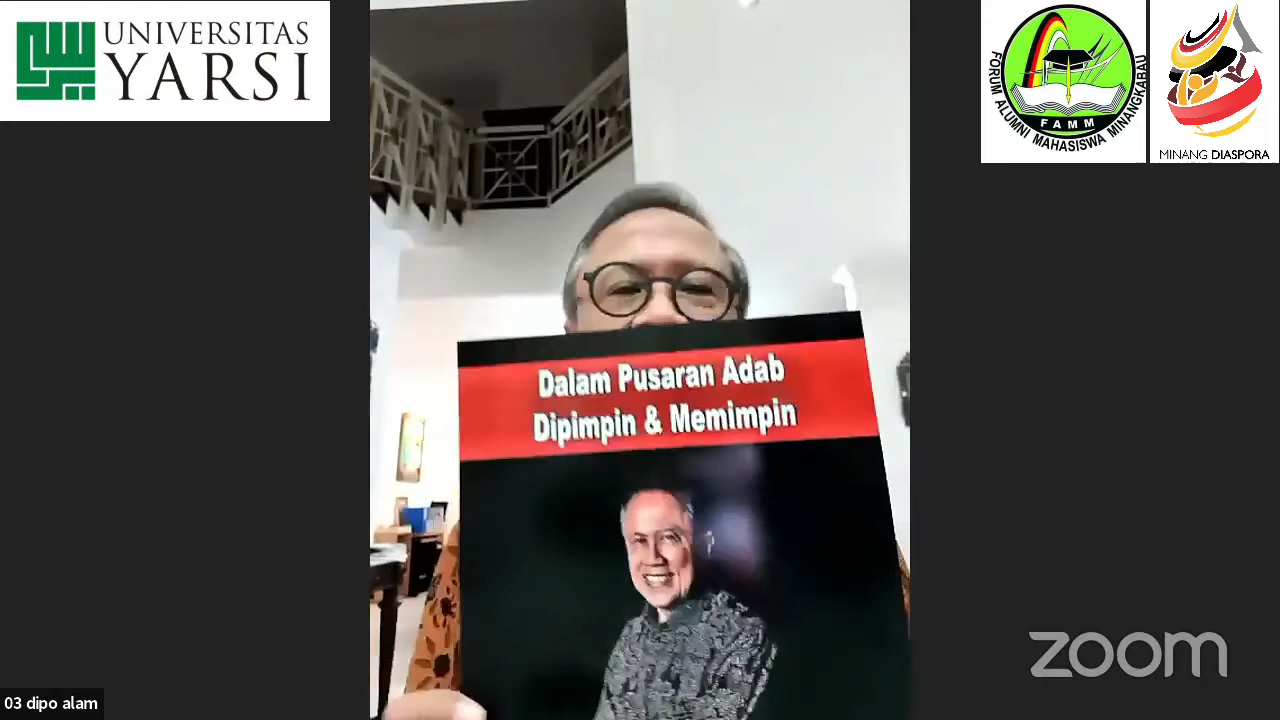 UNIVERSITAS
YARSI
FORUM ALUMNI MAHASISWA MINANGKABAU
FAMM
MINANG DIASPORA
Dalam Pusaran Adab
Dipimpin & Memimpin
zoom
03 dipo alam